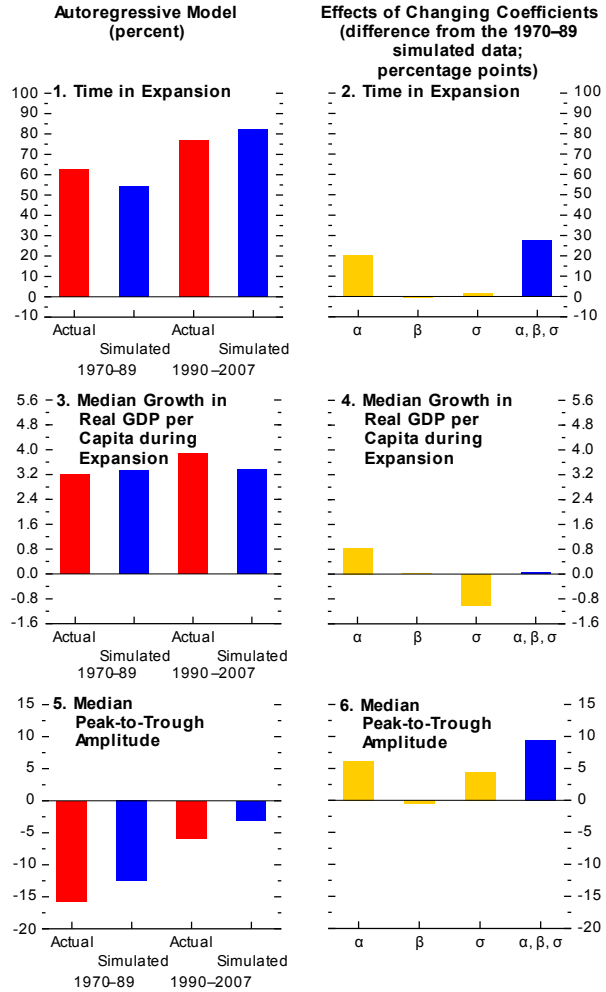 Autoregressive Model
(percent)
Effects of Changing Coefficients
(difference from the 1970–89
simulated data;
percentage points)
1. Time in Expansion
100
90
80
70
60
50
40
30
20
10
0
-10
Actual
Simulated
Actual
Simulated
1970–89
1990–2007
2. Time in Expansion
100
90
80
70
60
50
40
30
20
10
0
-10
α
β
σ
α, β, σ
3. Median Growth in
Real GDP per
Capita during
Expansion
5.6
4.8
4.0
3.2
2.4
1.6
0.8
0.0
-0.8
-1.6
Actual
Simulated
Actual
Simulated
1970–89
1990–2007
4. Median Growth in
Real GDP per
Capita during
Expansion
5.6
4.8
4.0
3.2
2.4
1.6
0.8
0.0
-0.8
-1.6
α
β
σ
α, β, σ
5. Median
Peak-to-Trough
Amplitude
15
10
5
0
-5
-10
-15
-20
Actual
Simulated
Actual
Simulated
1970–89
1990–2007
6. Median
Peak-to-Trough
Amplitude
15
10
5
0
-5
-10
-15
-20
α
β
σ
α, β, σ